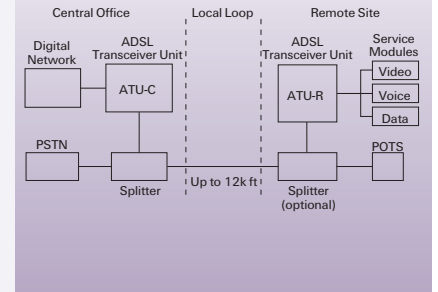 Central Office
Local Loop
Remote Site
Digital
Network
ADSL
Transceiver Unit
ATU-C
ADSL
Transceiver Unit
ATU-R
Service
Modules
Video
Voice
Data
PSTN
Splitter
Up to 12k ft
Splitter
(optional)
POTS